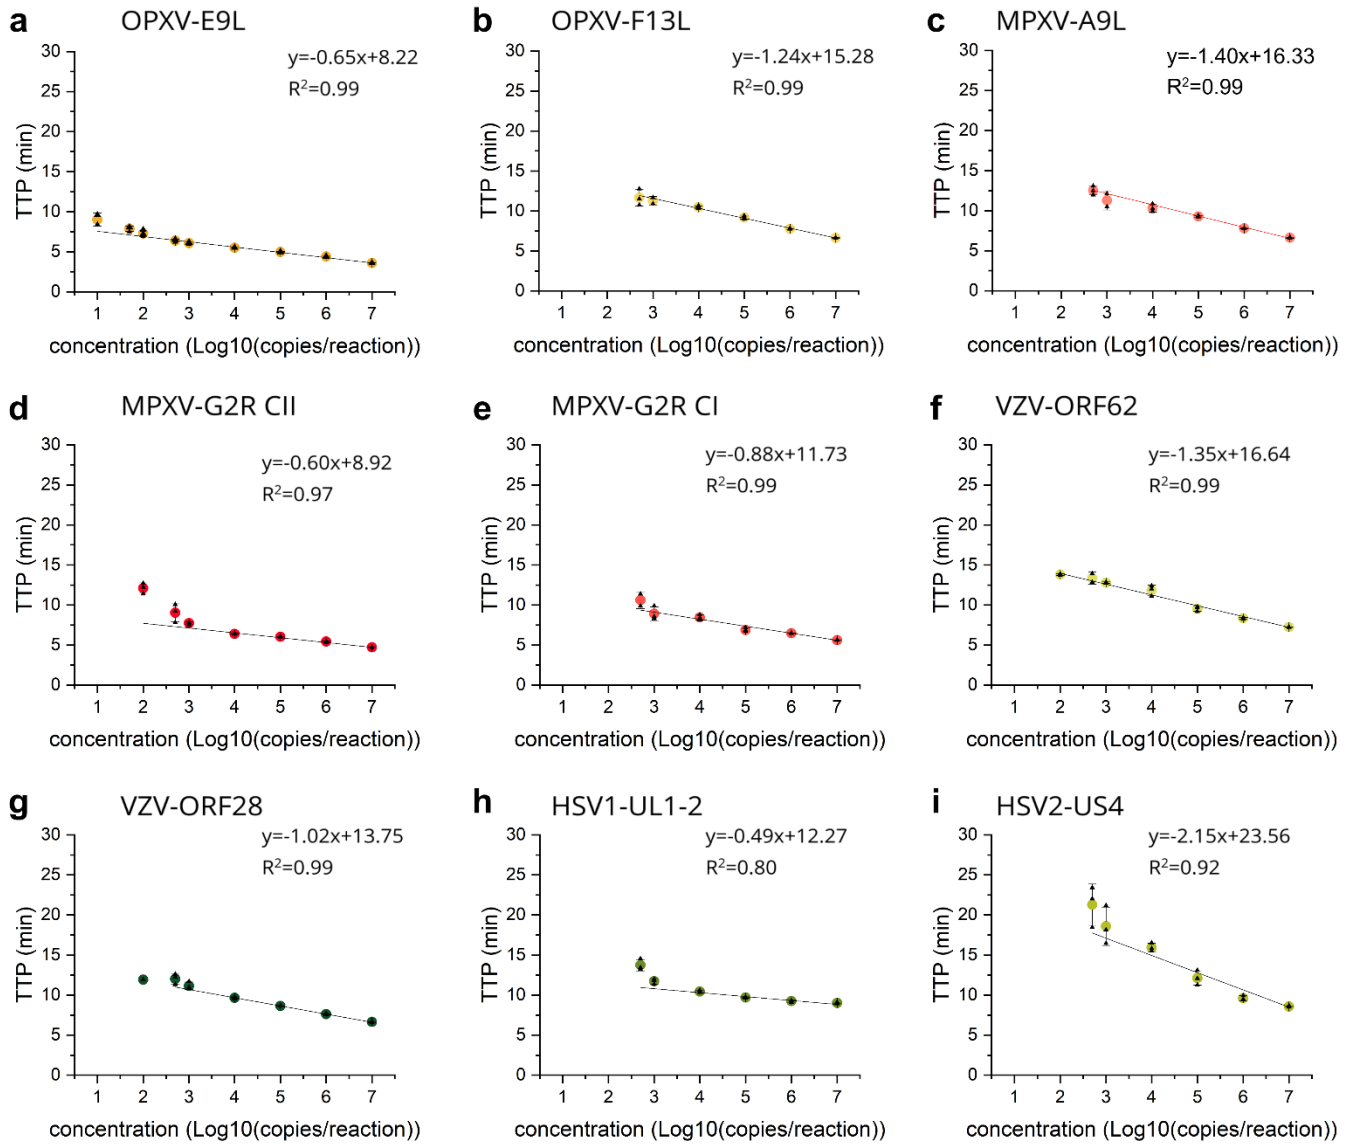 a OPXV-E9L
y=-0.65x+8.22
R²=0.99
30
25
20
15
10
5
0
TTP (min)
1 2 3 4 5 6 7
concentration (Log10(copies/reaction))
b OPXV-F13L
y=-1.24x+15.28
R²=0.99
30
25
20
15
10
5
0
TTP (min)
1 2 3 4 5 6 7
concentration (Log10(copies/reaction))
c MPXV-A9L
y=-1.40x+16.33
R²=0.99
30
25
20
15
10
5
0
TTP (min)
1 2 3 4 5 6 7
concentration (Log10(copies/reaction))
d MPXV-G2R CII
y=-0.60x+8.92
R²=0.97
30
25
20
15
10
5
0
TTP (min)
1 2 3 4 5 6 7
concentration (Log10(copies/reaction))
e MPXV-G2R CI
y=-0.88x+11.73
R²=0.99
30
25
20
15
10
5
0
TTP (min)
1 2 3 4 5 6 7
concentration (Log10(copies/reaction))
f VZV-ORF62
y=-1.35x+16.64
R²=0.99
30
25
20
15
10
5
0
TTP (min)
1 2 3 4 5 6 7
concentration (Log10(copies/reaction))
g VZV-ORF28
y=-1.02x+13.75
R²=0.99
30
25
20
15
10
5
0
TTP (min)
1 2 3 4 5 6 7
concentration (Log10(copies/reaction))
h HSV1-UL1-2
y=-0.49x+12.27
R²=0.80
30
25
20
15
10
5
0
TTP (min)
1 2 3 4 5 6 7
concentration (Log10(copies/reaction))
i HSV2-US4
y=-2.15x+23.56
R²=0.92
30
25
20
15
10
5
0
TTP (min)
1 2 3 4 5 6 7
concentration (Log10(copies/reaction))